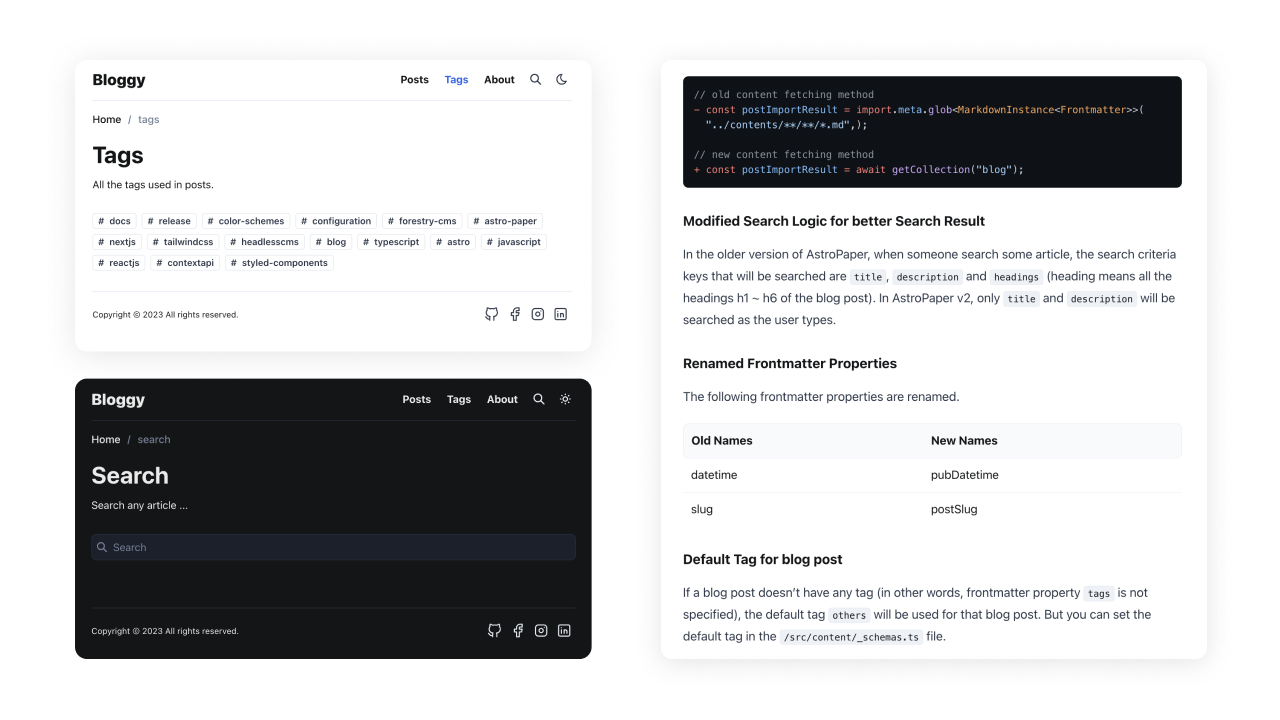 Bloggy
Posts Tags About
Home / tags
Tags
All the tags used in posts.
# docs # release # color-schemes # configuration # forestry-cms # astro-paper
# nextjs # tailwindcss # headlesscms # blog # typescript # astro # javascript
# reactjs # contextapi # styled-components
Copyright © 2023 All rights reserved.
Bloggy
Posts Tags About
Home / search
Search
Search any article ...
Search
Copyright © 2023 All rights reserved.
// old content fetching method
− const postImportResult = import.meta.glob<MarkdownInstance<Frontmatter>>(
"../contents/**/**/*.md",);
// new content fetching method
+ const postImportResult = await getCollection("blog");
Modified Search Logic for better Search Result
In the older version of AstroPaper, when someone search some article, the search criteria
keys that will be searched are title, description and headings (heading means all the
headings h1 ~ h6 of the blog post). In AstroPaper v2, only title and description will be
searched as the user types.
Renamed Frontmatter Properties
The following frontmatter properties are renamed.
Old Names New Names
datetime pubDatetime
slug postSlug
Default Tag for blog post
If a blog post doesn’t have any tag (in other words, frontmatter property tags is not
specified), the default tag others will be used for that blog post. But you can set the
default tag in the /src/content/_schemas.ts file.